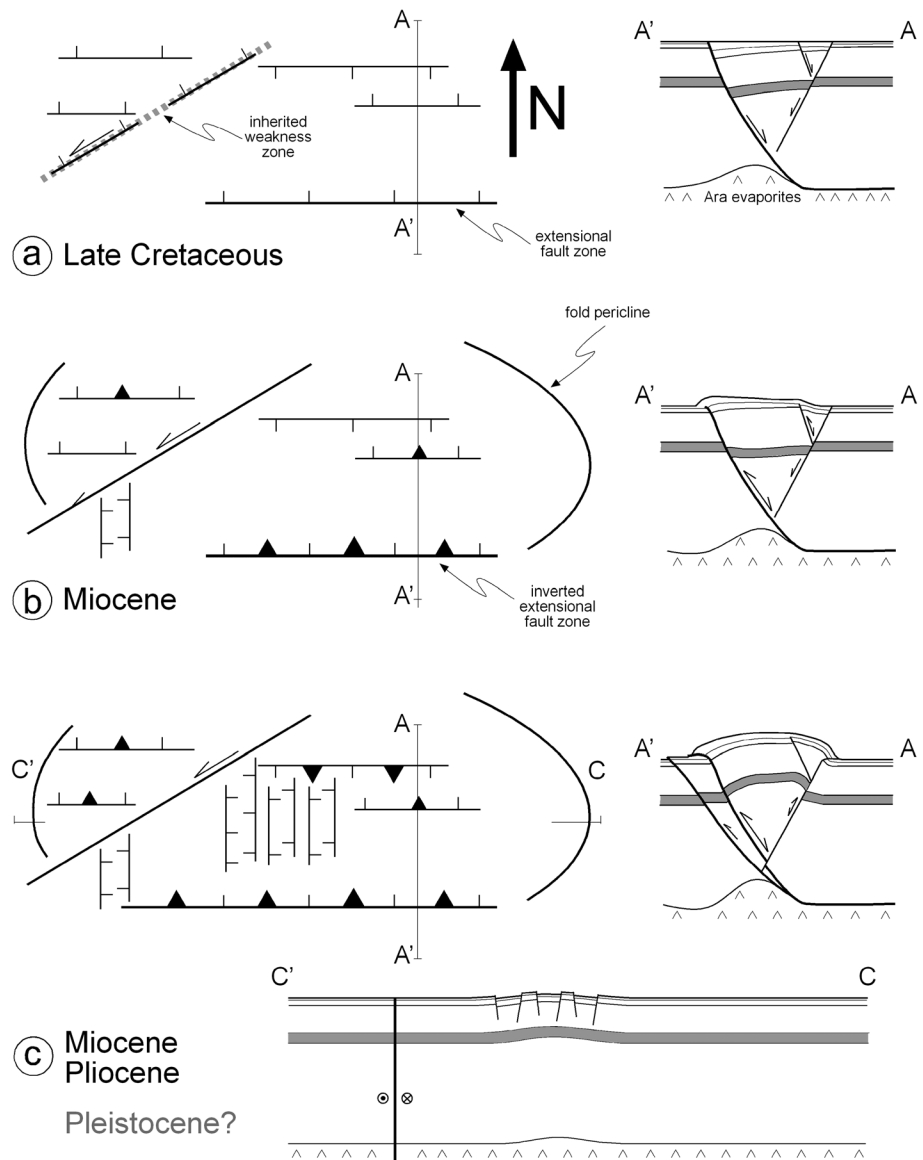 A
A'
A
N
inherited
weakness
zone
Ara evaporites
A'
extensional
fault zone
a Late Cretaceous
fold pericline
A
A'
A
A'
inverted
extensional
fault zone
b Miocene
A
A'
A
C'
C
A'
C'
C
c Miocene
Pliocene
Pleistocene?